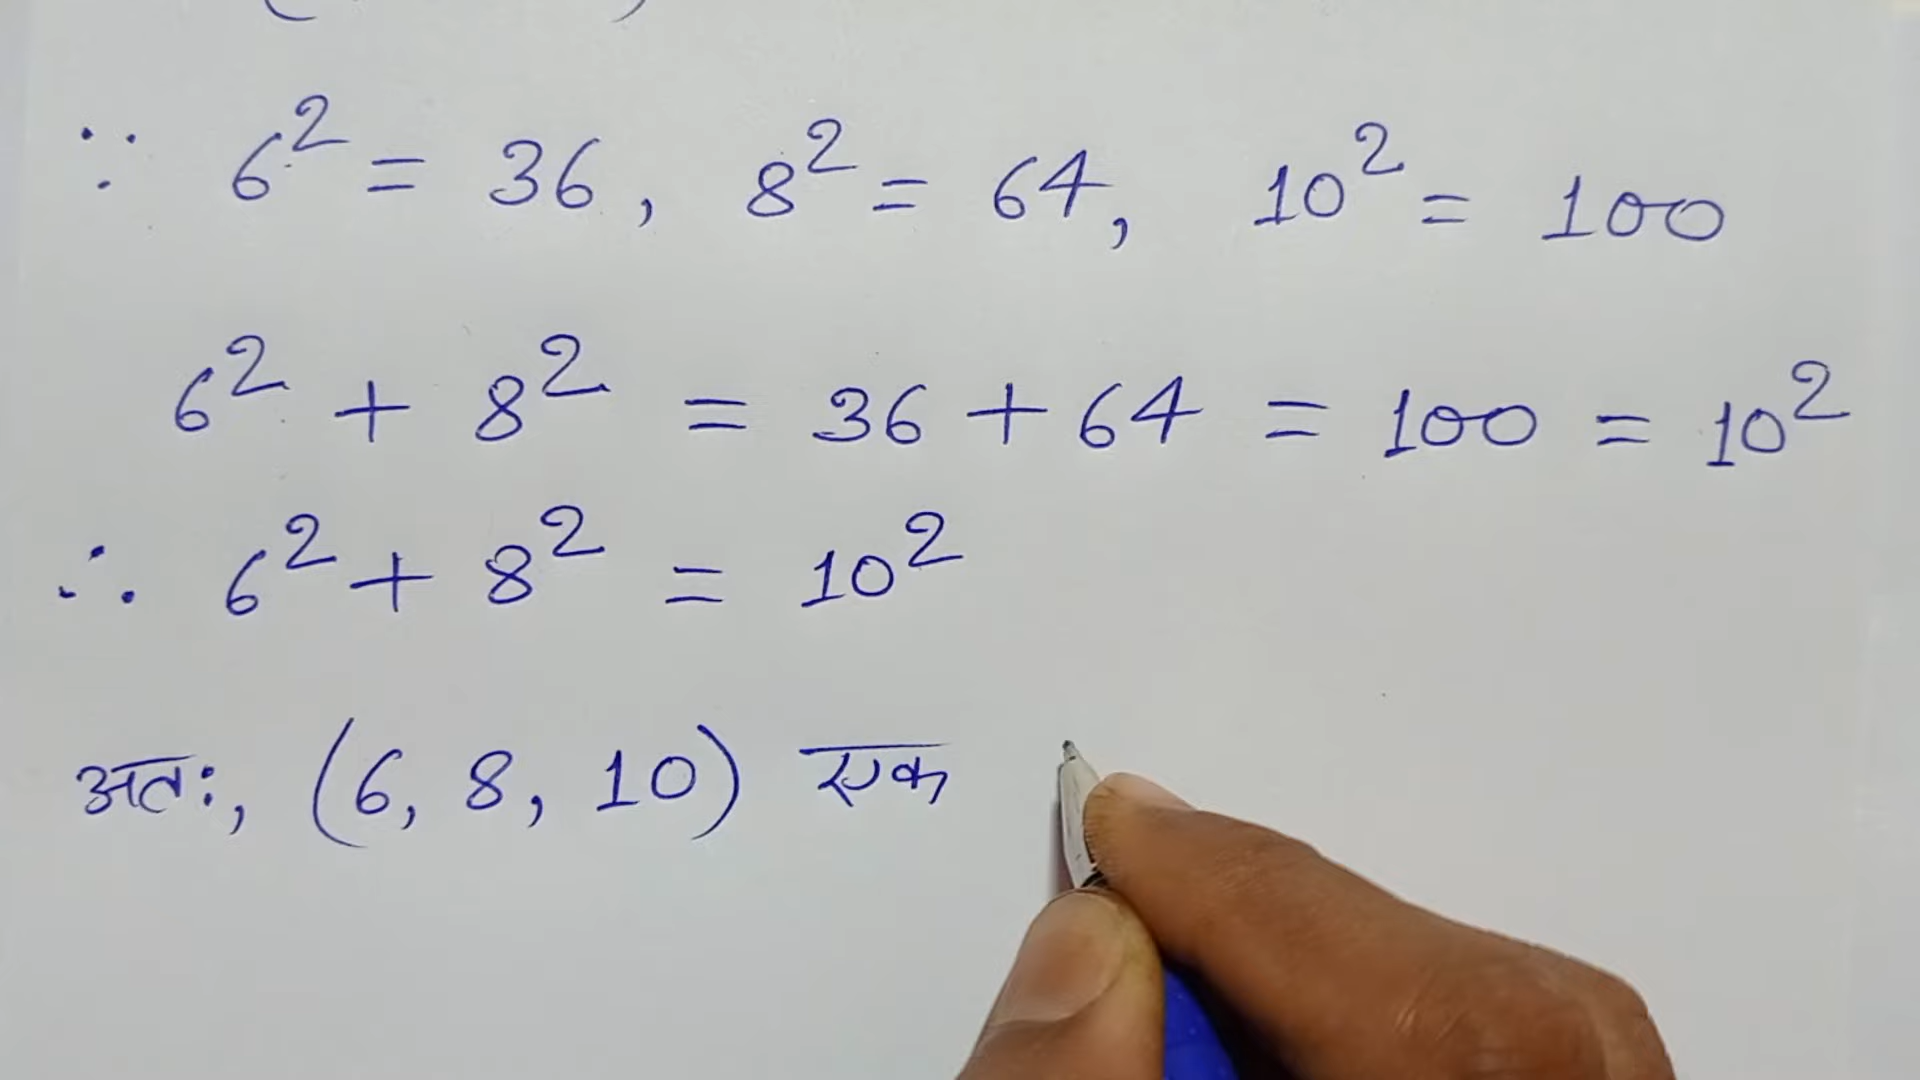 ∵ 6² = 36, 8² = 64, 10² = 100
6² + 8² = 36 + 64 = 100 = 10²
∴ 6² + 8² = 10²
अतः, (6, 8, 10) एक